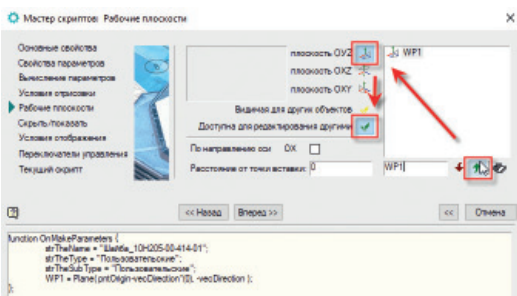 Мастер скриптов: Рабочие плоскости
Основные свойства
Свойства параметров
Вычисление параметров
Условия отрисовки
Рабочие плоскости
Скрыть/показать
Условия отображения
Переключатели управления
Текущий скрипт
плоскость OYZ
плоскость OXZ
плоскость OXY
Видимая для других объектов
Доступна для редактирования другими
По направлению оси OX
Расстояние от точки вставки: 0
WP1
WP1
<< Назад Вперед >> << Отмена
function OnMakeParameters {
strTheName = "Шайба_10H205-00-414-01";
strTheType = "Пользовательские";
strTheSubType = "Пользовательские";
WP1 = Plane(pntOrigin-vecDirection*(0), -vecDirection );
};